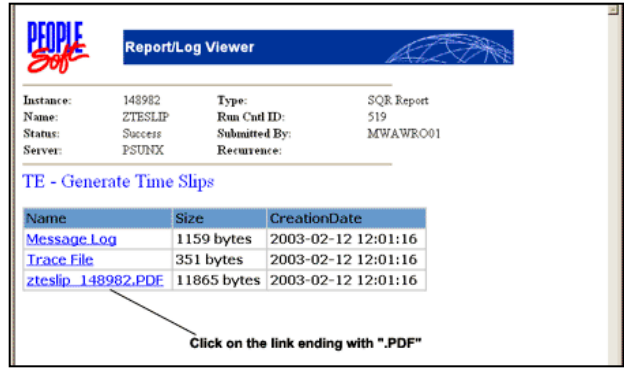 PEOPLE
Soft
Report/Log Viewer
Instance: 148982 Type: SQR Report
Name: ZTESLIP Run Cntl ID: 519
Status: Success Submitted By: MWAWRO01
Server: PSUNX Recurrence:
TE - Generate Time Slips
Name Size CreationDate
Message Log 1159 bytes 2003-02-12 12:01:16
Trace File 351 bytes 2003-02-12 12:01:16
zteslip_148982.PDF 11865 bytes 2003-02-12 12:01:16
Click on the link ending with ".PDF"